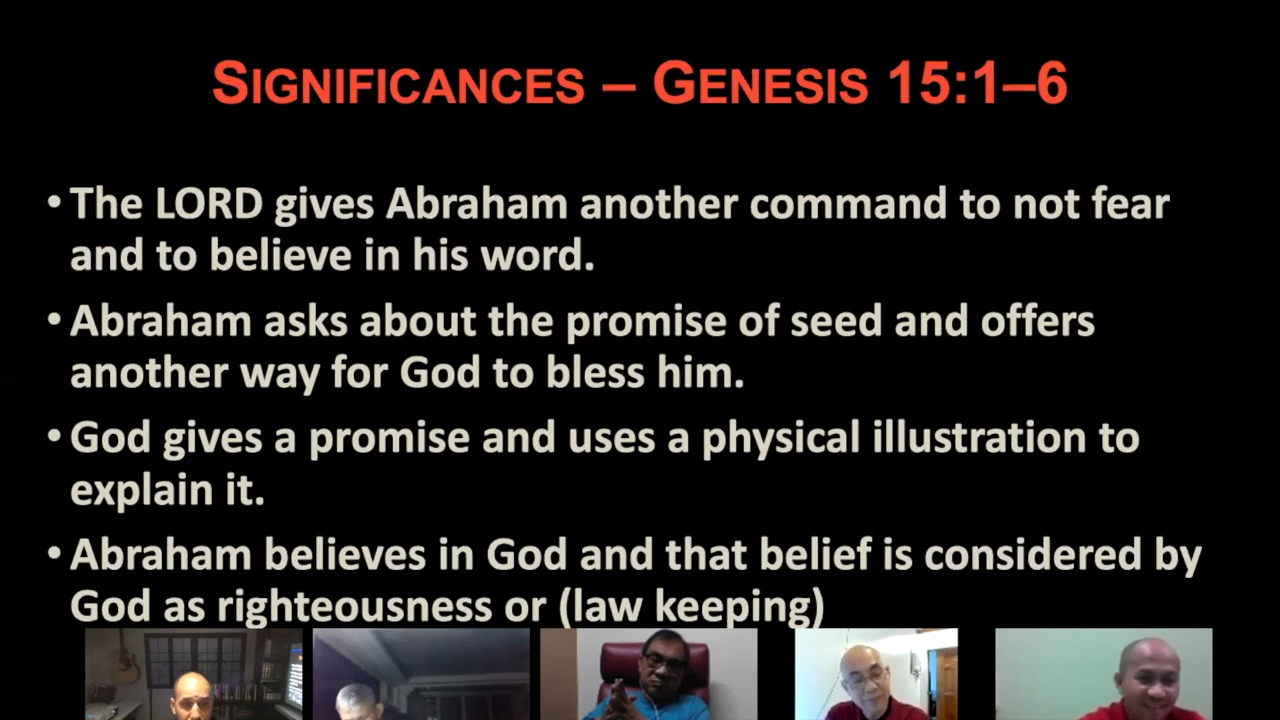 SIGNIFICANCES – GENESIS 15:1–6
• The LORD gives Abraham another command to not fear
and to believe in his word.
• Abraham asks about the promise of seed and offers
another way for God to bless him.
• God gives a promise and uses a physical illustration to
explain it.
• Abraham believes in God and that belief is considered by
God as righteousness or (law keeping)